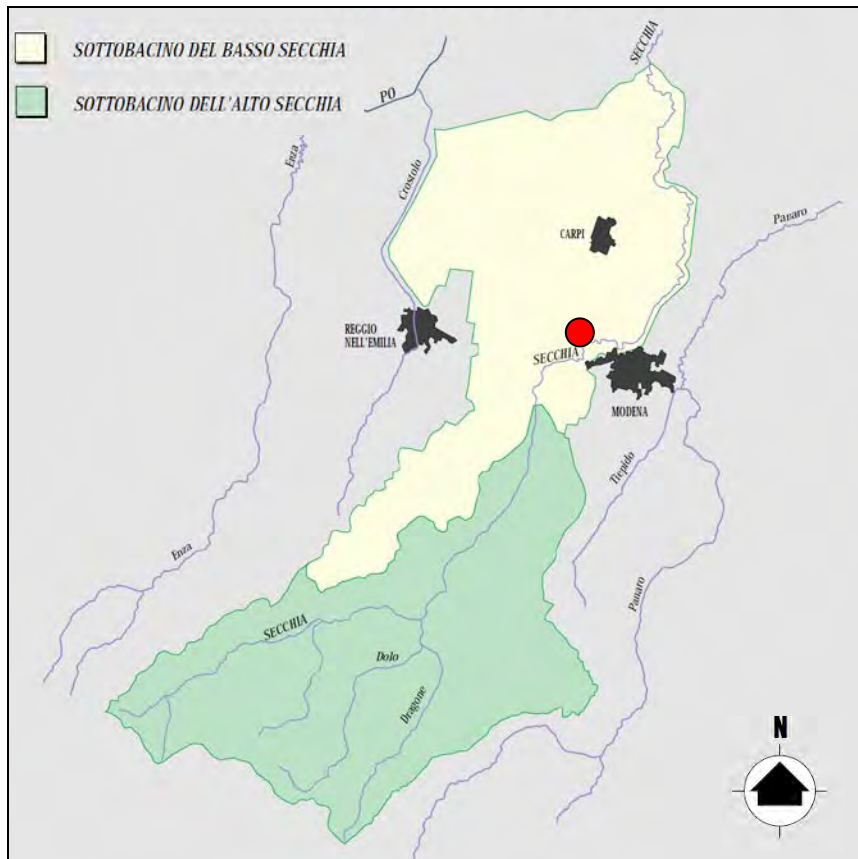 SOTTOBACINO DEL BASSO SECCHIA
SOTTOBACINO DELL'ALTO SECCHIA
SECCHIA
PO
Enza
Crostolo
Panaro
CARPI
REGGIO
NELL'EMILIA
SECCHIA
MODENA
Tiepido
Enza
Panaro
SECCHIA
Dolo
Dragone
N